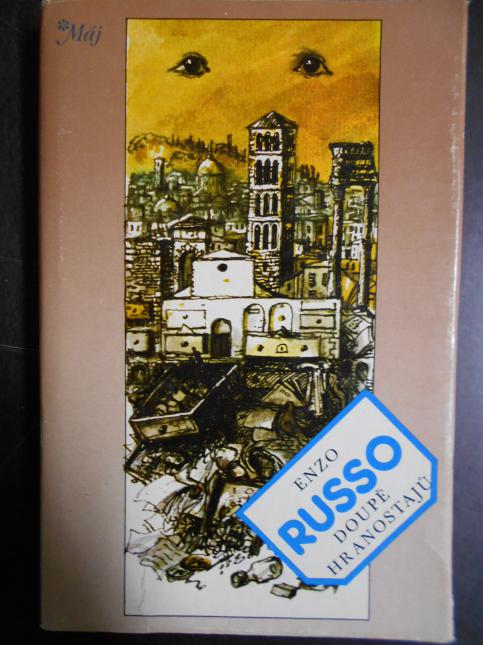 *Máj
ENZO
RUSSO
DOUPĚ
HRANOSTAJŮ